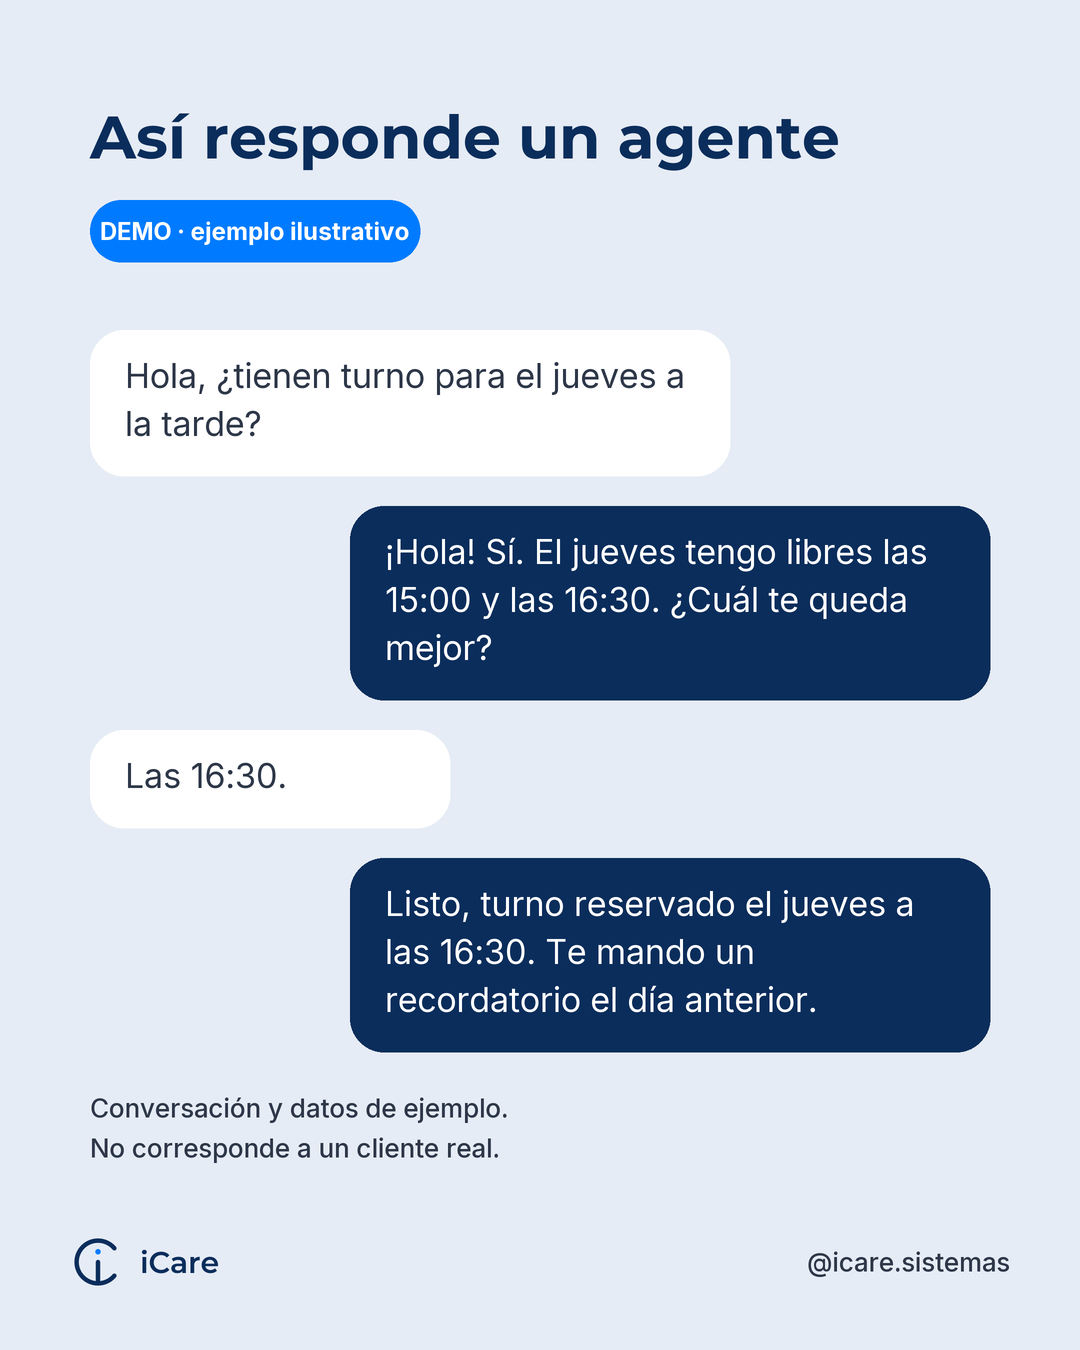 Así responde un agente
DEMO · ejemplo ilustrativo
Hola, ¿tienen turno para el jueves a
la tarde?
¡Hola! Sí. El jueves tengo libres las
15:00 y las 16:30. ¿Cuál te queda
mejor?
Las 16:30.
Listo, turno reservado el jueves a
las 16:30. Te mando un
recordatorio el día anterior.
Conversación y datos de ejemplo.
No corresponde a un cliente real.
iCare
@icare.sistemas